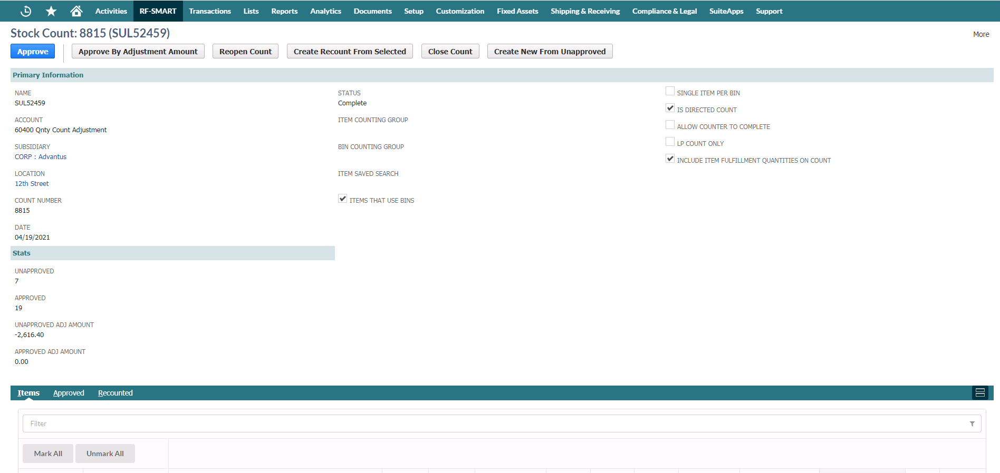 Activities RF-SMART Transactions Lists Reports Analytics Documents Setup Customization Fixed Assets Shipping & Receiving Compliance & Legal SuiteApps Support
Stock Count: 8815 (SUL52459)
More
Approve Approve By Adjustment Amount Reopen Count Create Recount From Selected Close Count Create New From Unapproved
Primary Information
NAME
SUL52459
ACCOUNT
60400 Qnty Count Adjustment
SUBSIDIARY
CORP : Advantus
LOCATION
12th Street
COUNT NUMBER
8815
DATE
04/19/2021
STATUS
Complete
ITEM COUNTING GROUP
BIN COUNTING GROUP
ITEM SAVED SEARCH
ITEMS THAT USE BINS
SINGLE ITEM PER BIN
IS DIRECTED COUNT
ALLOW COUNTER TO COMPLETE
LP COUNT ONLY
INCLUDE ITEM FULFILLMENT QUANTITIES ON COUNT
Stats
UNAPPROVED
7
APPROVED
19
UNAPPROVED ADJ AMOUNT
-2,616.40
APPROVED ADJ AMOUNT
0.00
Items Approved Recounted
Filter
Mark All Unmark All